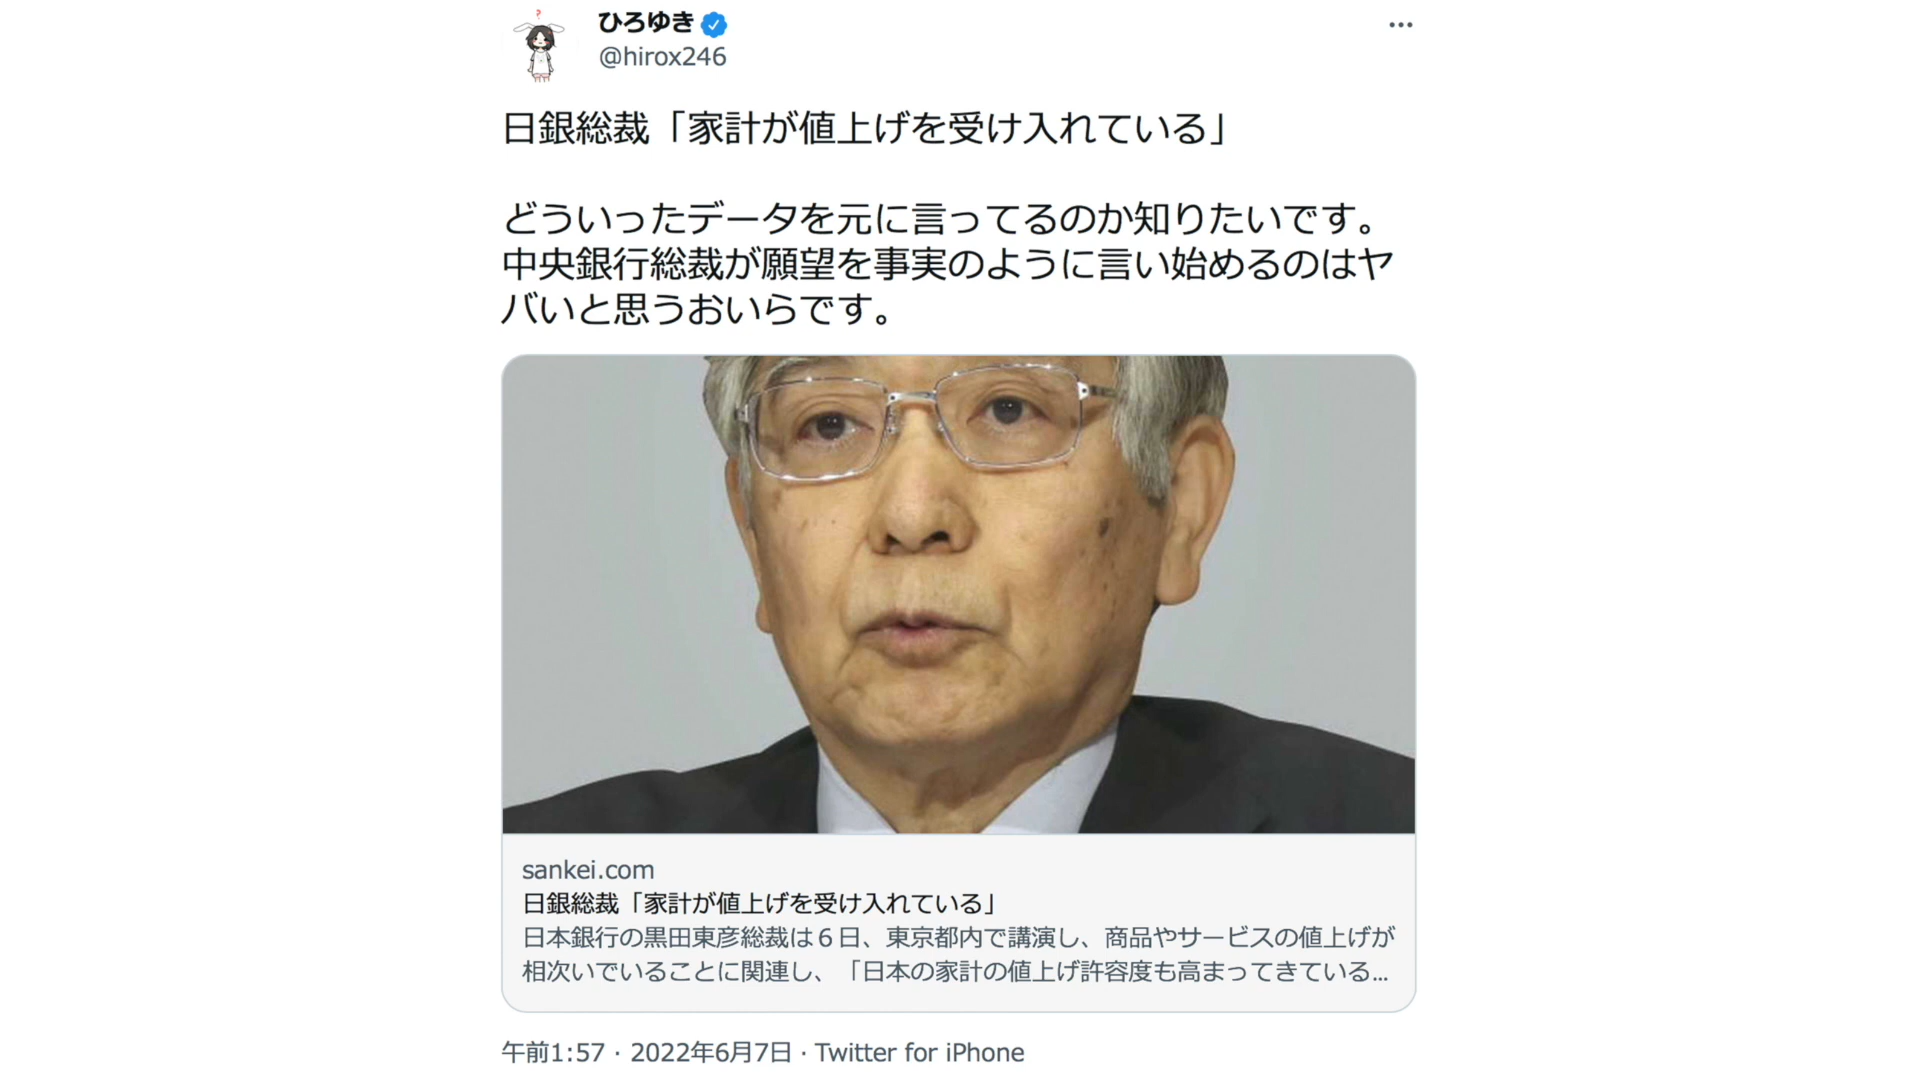 ひろゆき
@hirox246
日銀総裁「家計が値上げを受け入れている」
どういったデータを元に言ってるのか知りたいです。
中央銀行総裁が願望を事実のように言い始めるのはヤ
バいと思うおいらです。
sankei.com
日銀総裁「家計が値上げを受け入れている」
日本銀行の黒田東彦総裁は６日、東京都内で講演し、商品やサービスの値上げが
相次いでいることに関連し、「日本の家計の値上げ許容度も高まってきている...
午前1:57 · 2022年6月7日 · Twitter for iPhone